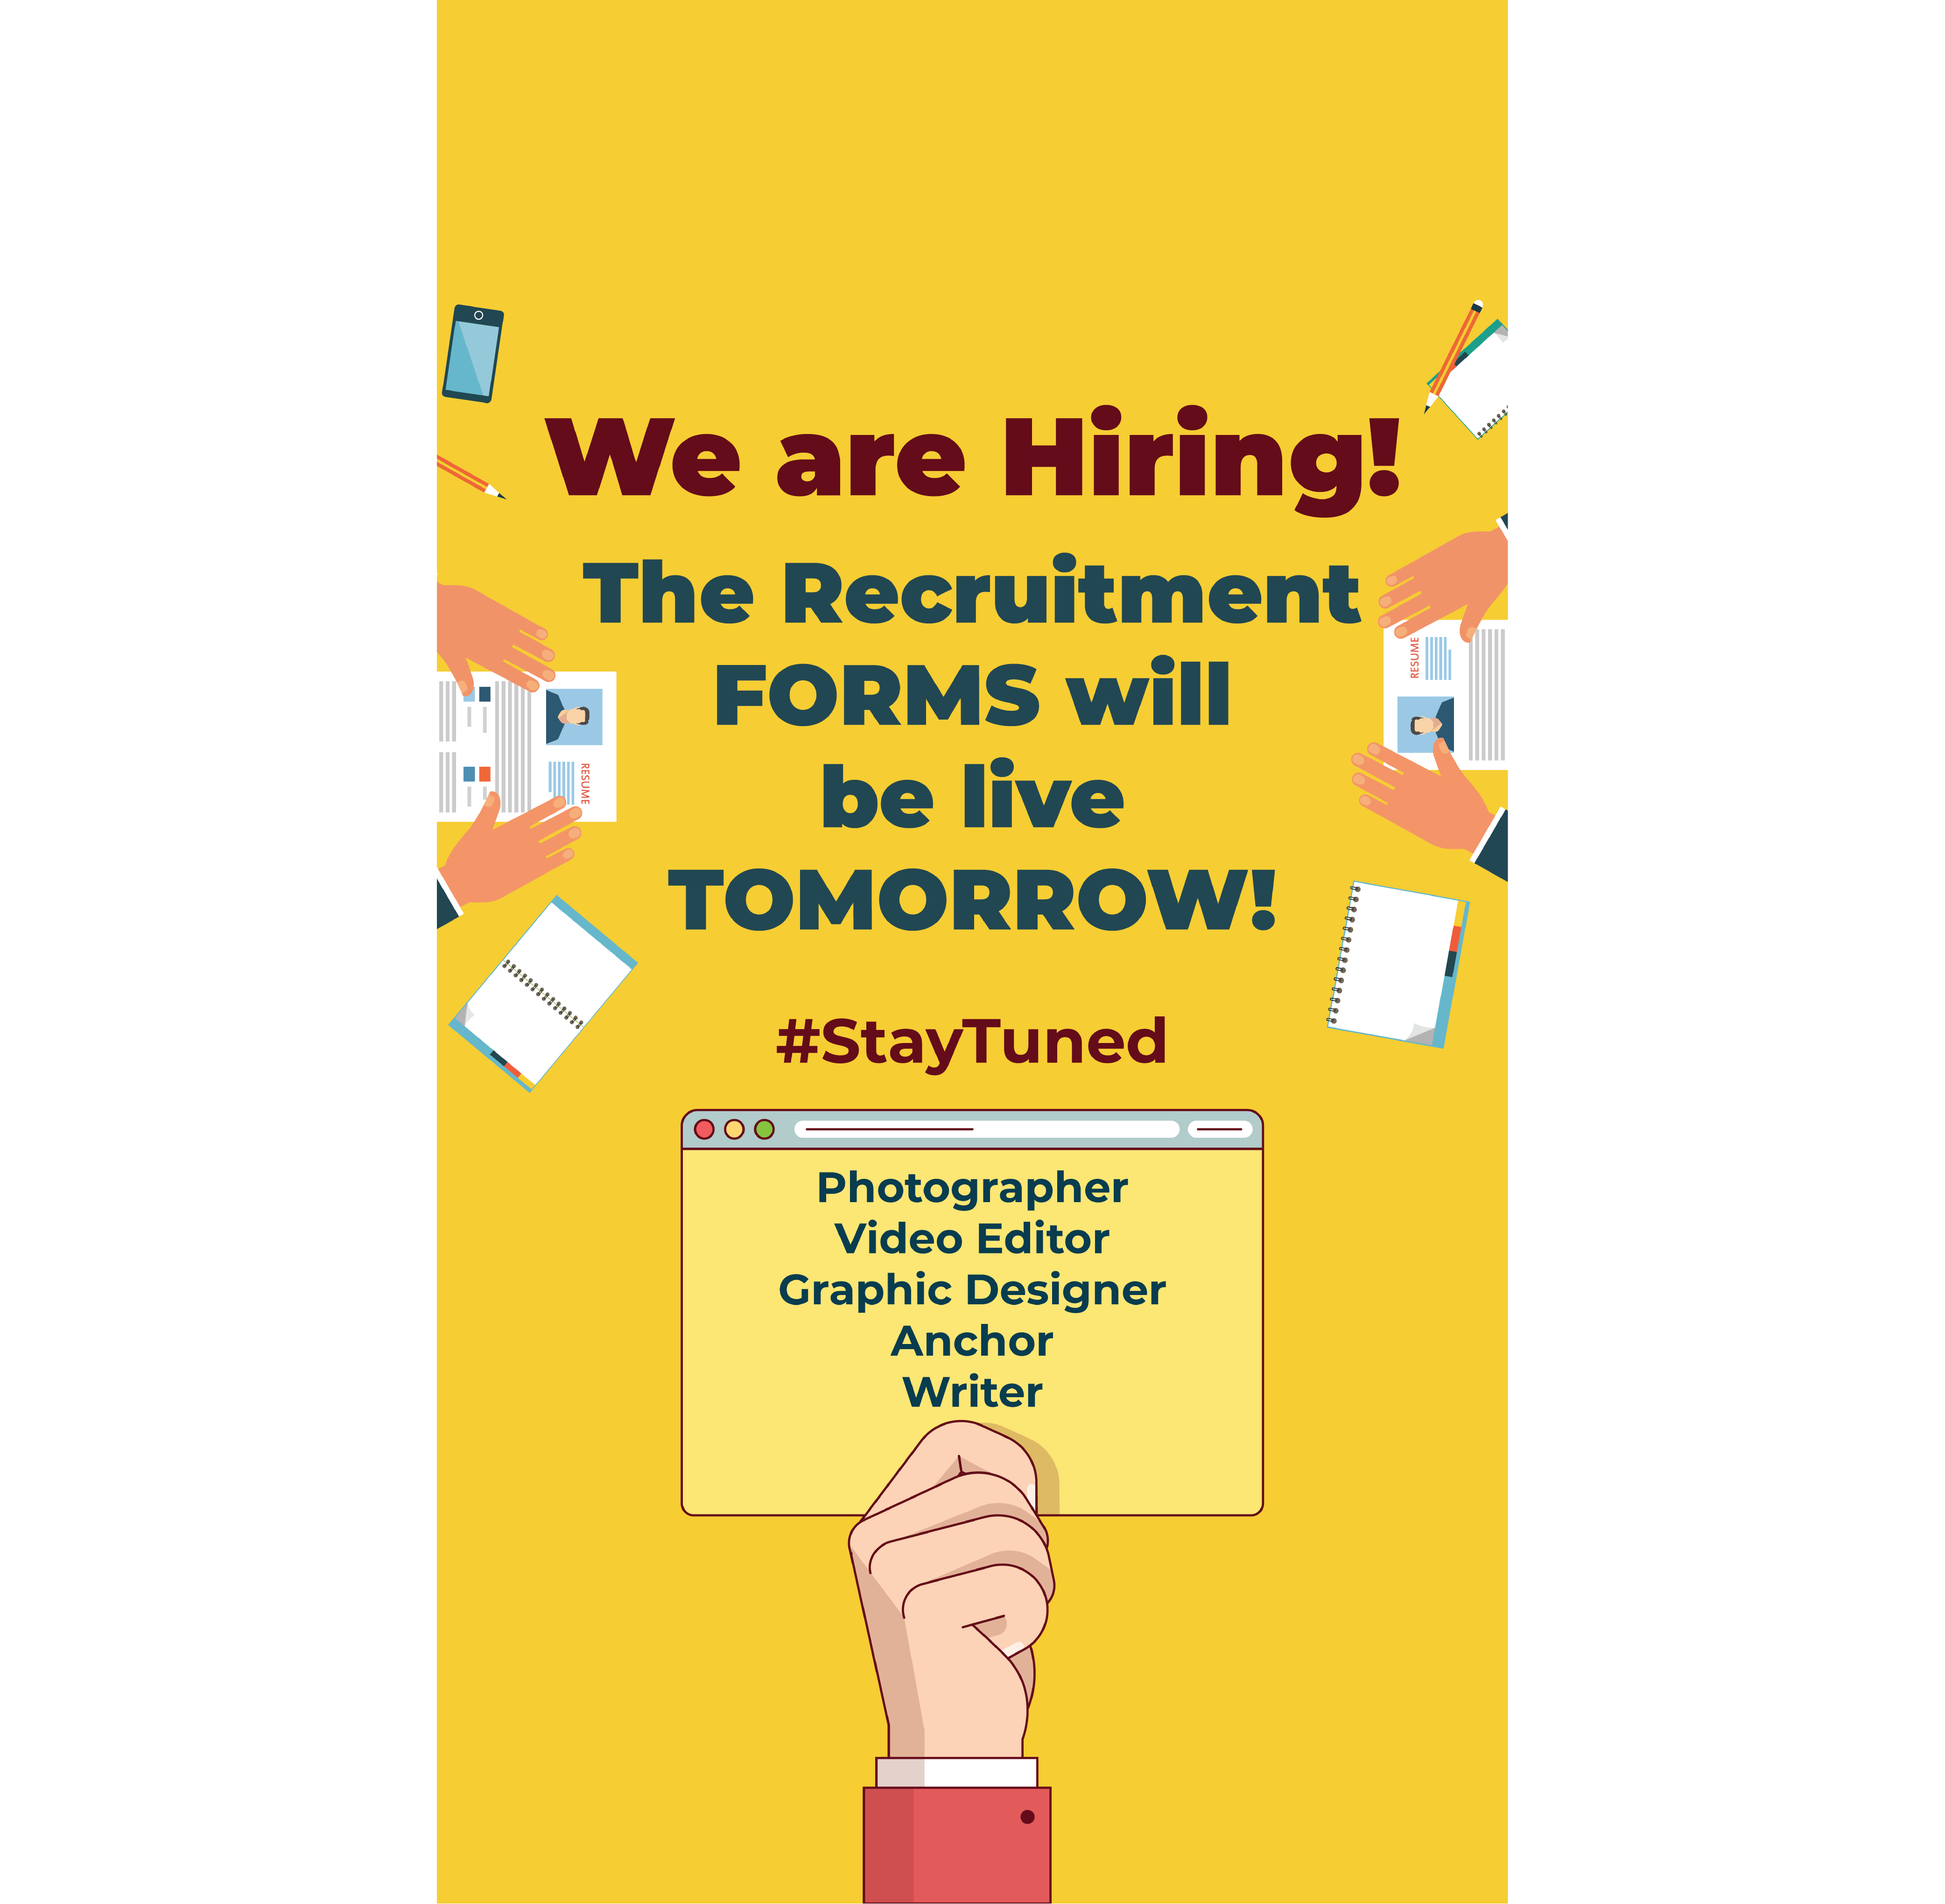 We are Hiring!
The Recruitment
FORMS will
be live
TOMORROW!
RESUME
RESUME
#StayTuned
Photographer
Video Editor
Graphic Designer
Anchor
Writer